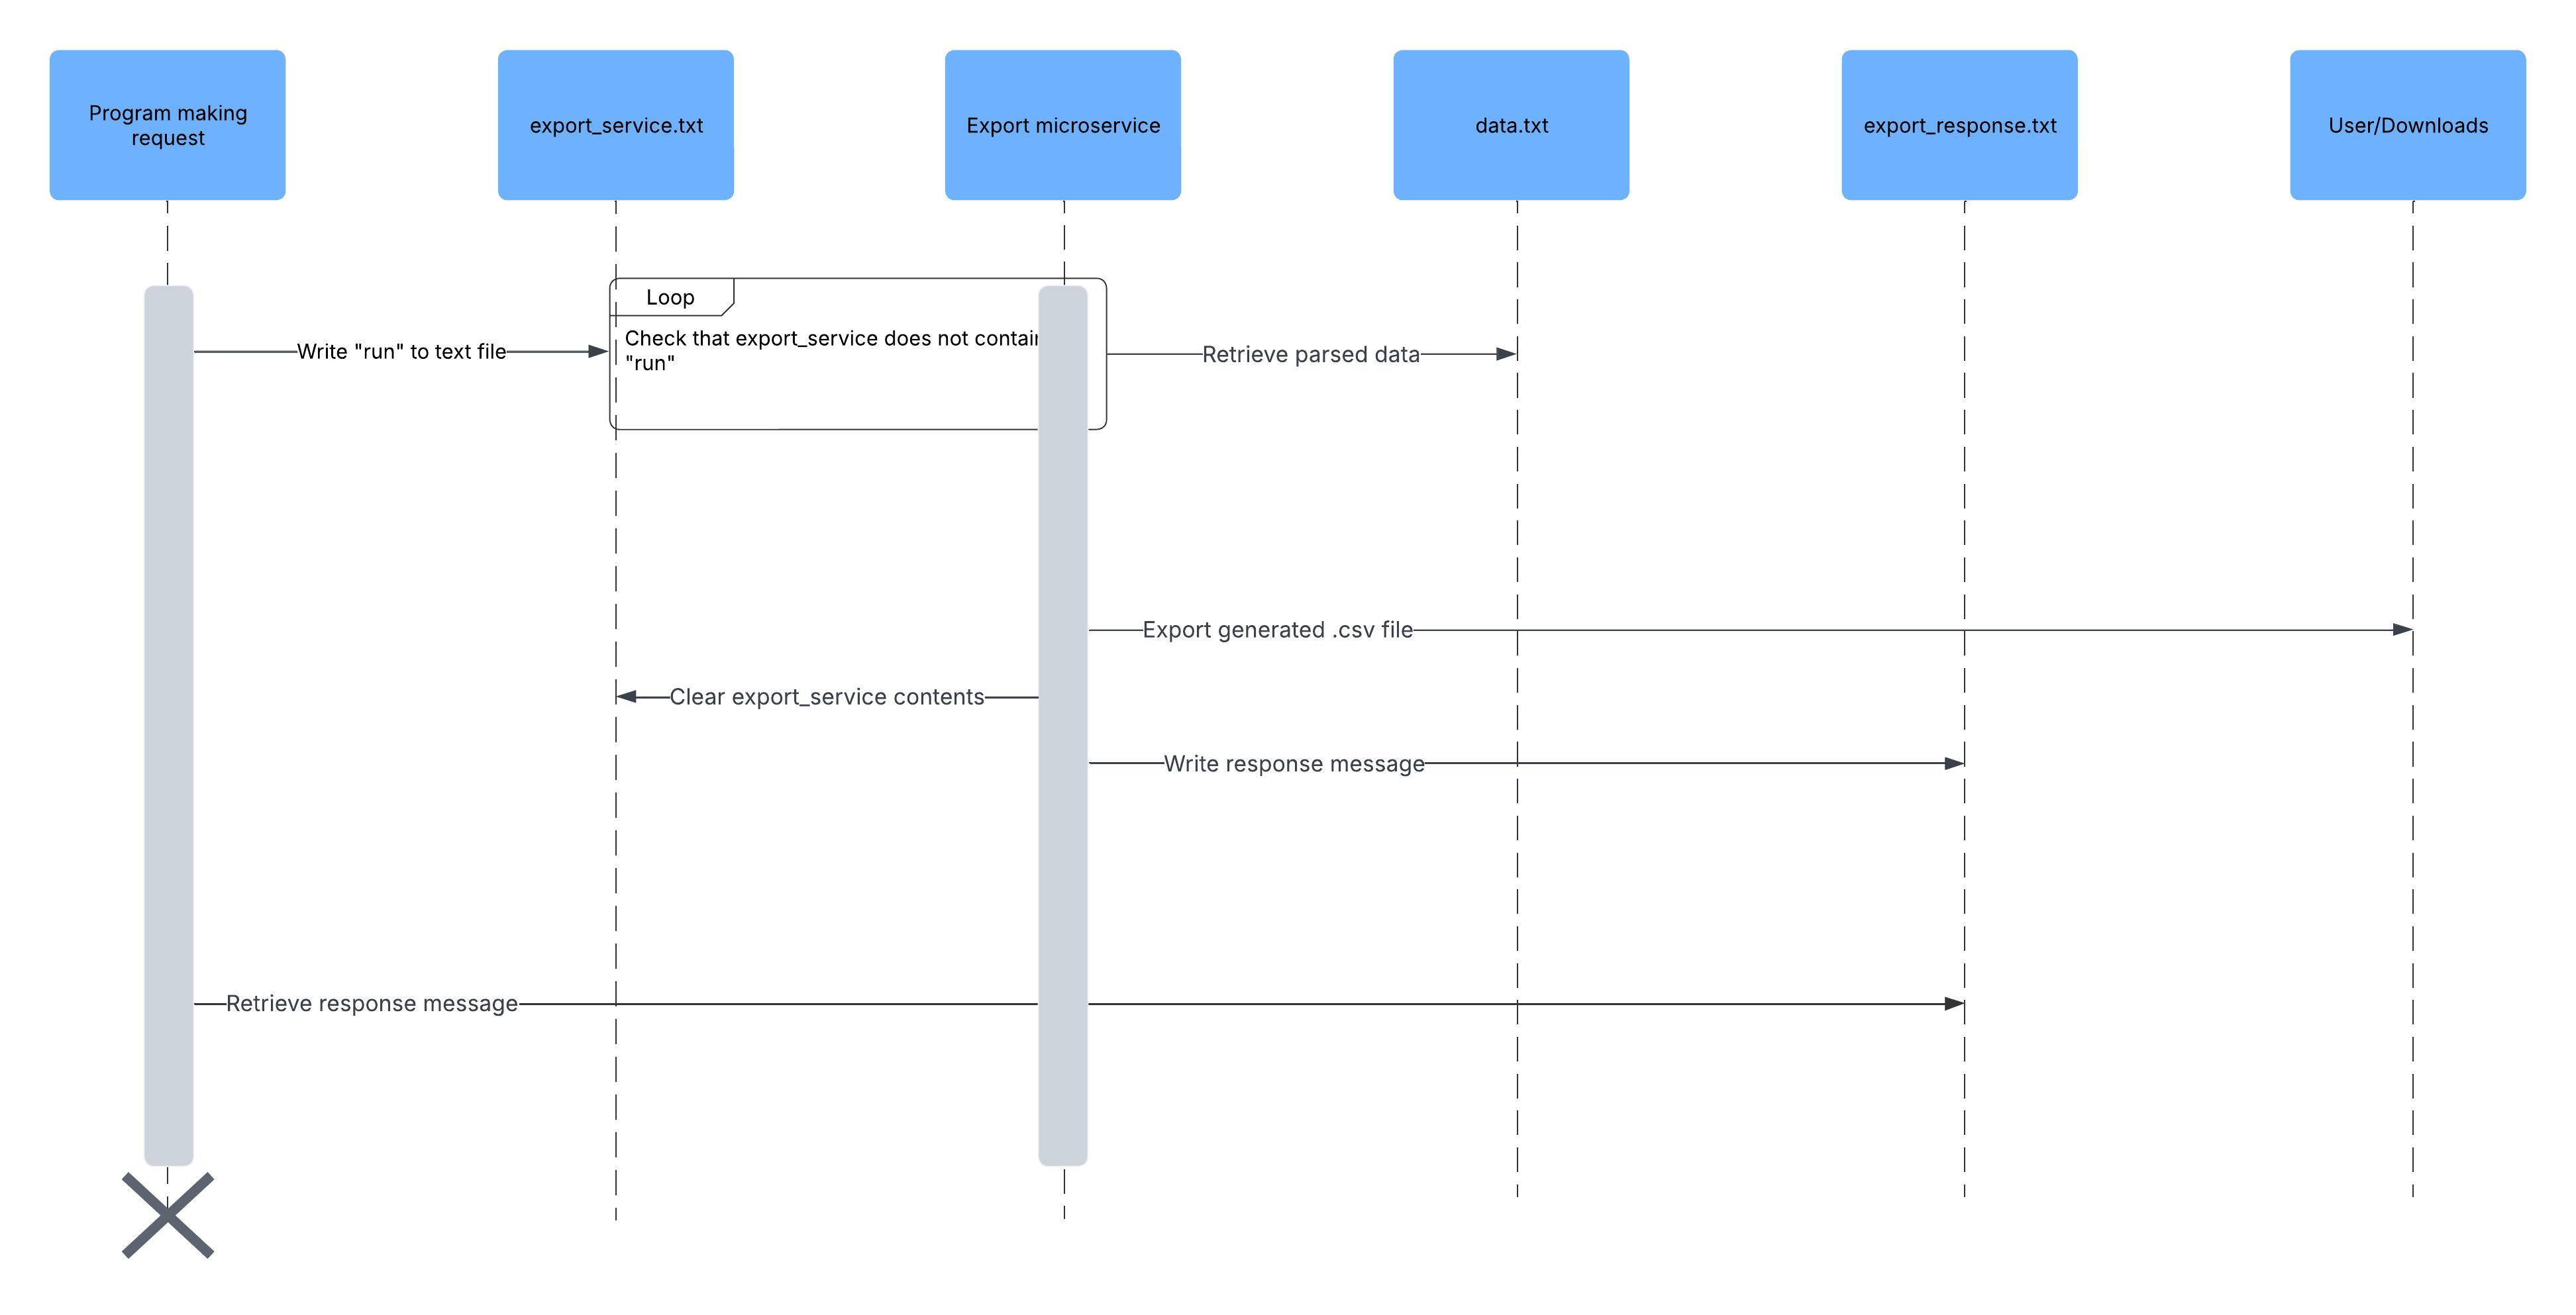 Program making
request
export_service.txt
Export microservice
data.txt
export_response.txt
User/Downloads
Loop
Check that export_service does not contain
"run"
Write "run" to text file
Retrieve parsed data
Export generated .csv file
Clear export_service contents
Write response message
Retrieve response message